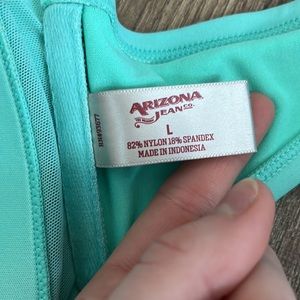 ARIZONA
JEAN CO.
L
82% NYLON 18% SPANDEX
MADE IN INDONESIA